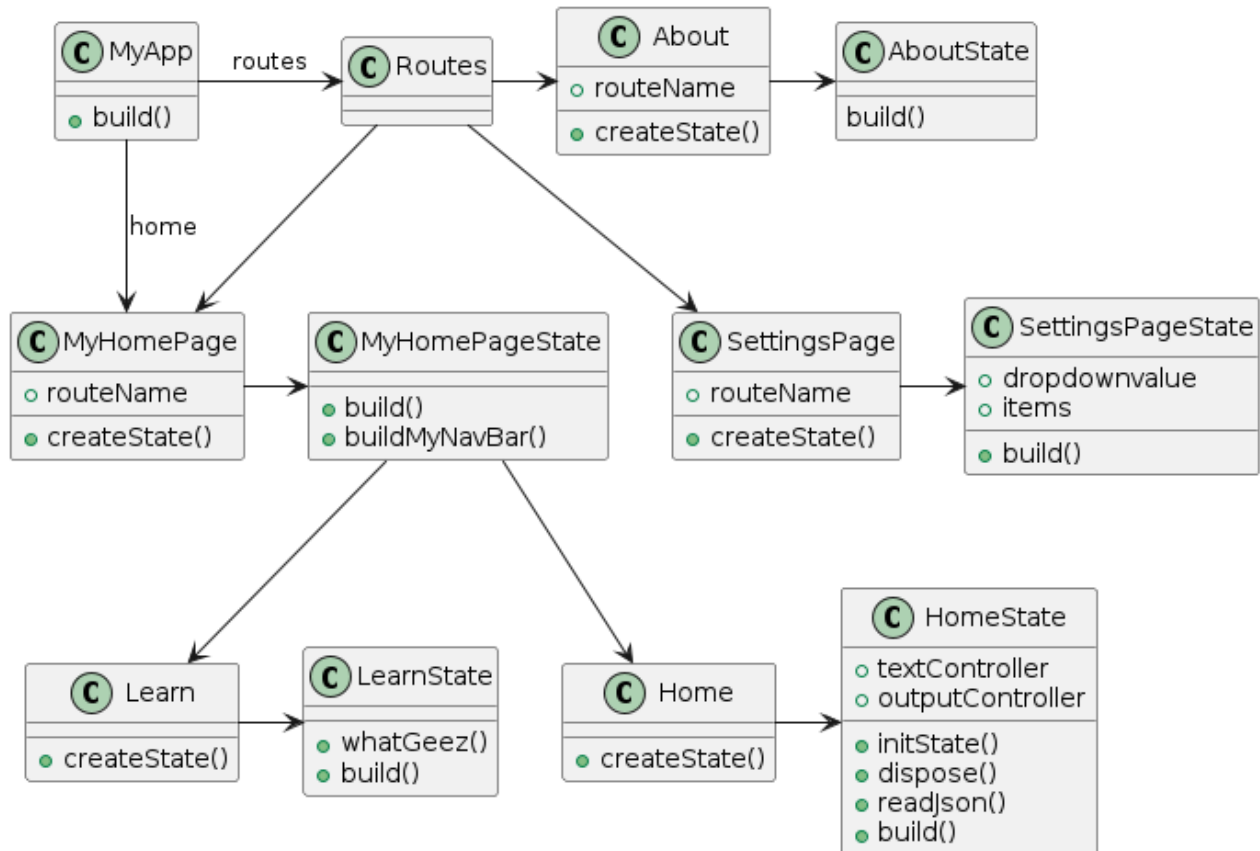 C MyApp
build()
routes
C Routes
C About
routeName
createState()
C AboutState
build()
home
C MyHomePage
routeName
createState()
C MyHomePageState
build()
buildMyNavBar()
C SettingsPage
routeName
createState()
C SettingsPageState
dropdownvalue
items
build()
C Learn
createState()
C LearnState
whatGeez()
build()
C Home
createState()
C HomeState
textController
outputController
initState()
dispose()
readJson()
build()